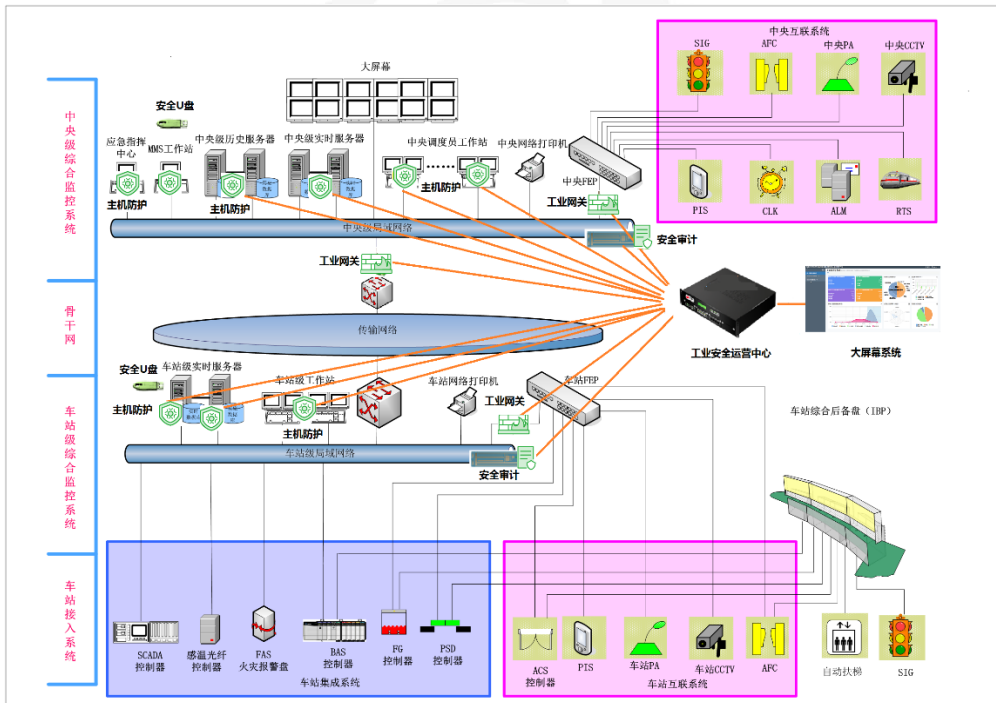 中央级综合监控系统
骨干网
车站级综合监控系统
车站接入系统
大屏幕
安全U盘
应急指挥中心
MMS工作站
中央级历史服务器
中央级实时服务器
中央调度员工作站
中央网络打印机
中央FEP
主机防护
主机防护
主机防护
工业网关
中央级局域网络
安全审计
中央互联系统
SIG
AFC
中央PA
中央CCTV
PIS
CLK
ALM
RTS
工业网关
传输网络
工业安全运营中心
大屏幕系统
安全U盘
车站级实时服务器
车站级工作站
车站网络打印机
车站FEP
主机防护
主机防护
工业网关
车站级局域网络
安全审计
车站综合后备盘(IBP)
SCADA
控制器
感温光纤
控制器
FAS
火灾报警盘
BAS
控制器
FG
控制器
PSD
控制器
车站集成系统
ACS
控制器
PIS
车站PA
车站CCTV
AFC
车站互联系统
自动扶梯
SIG